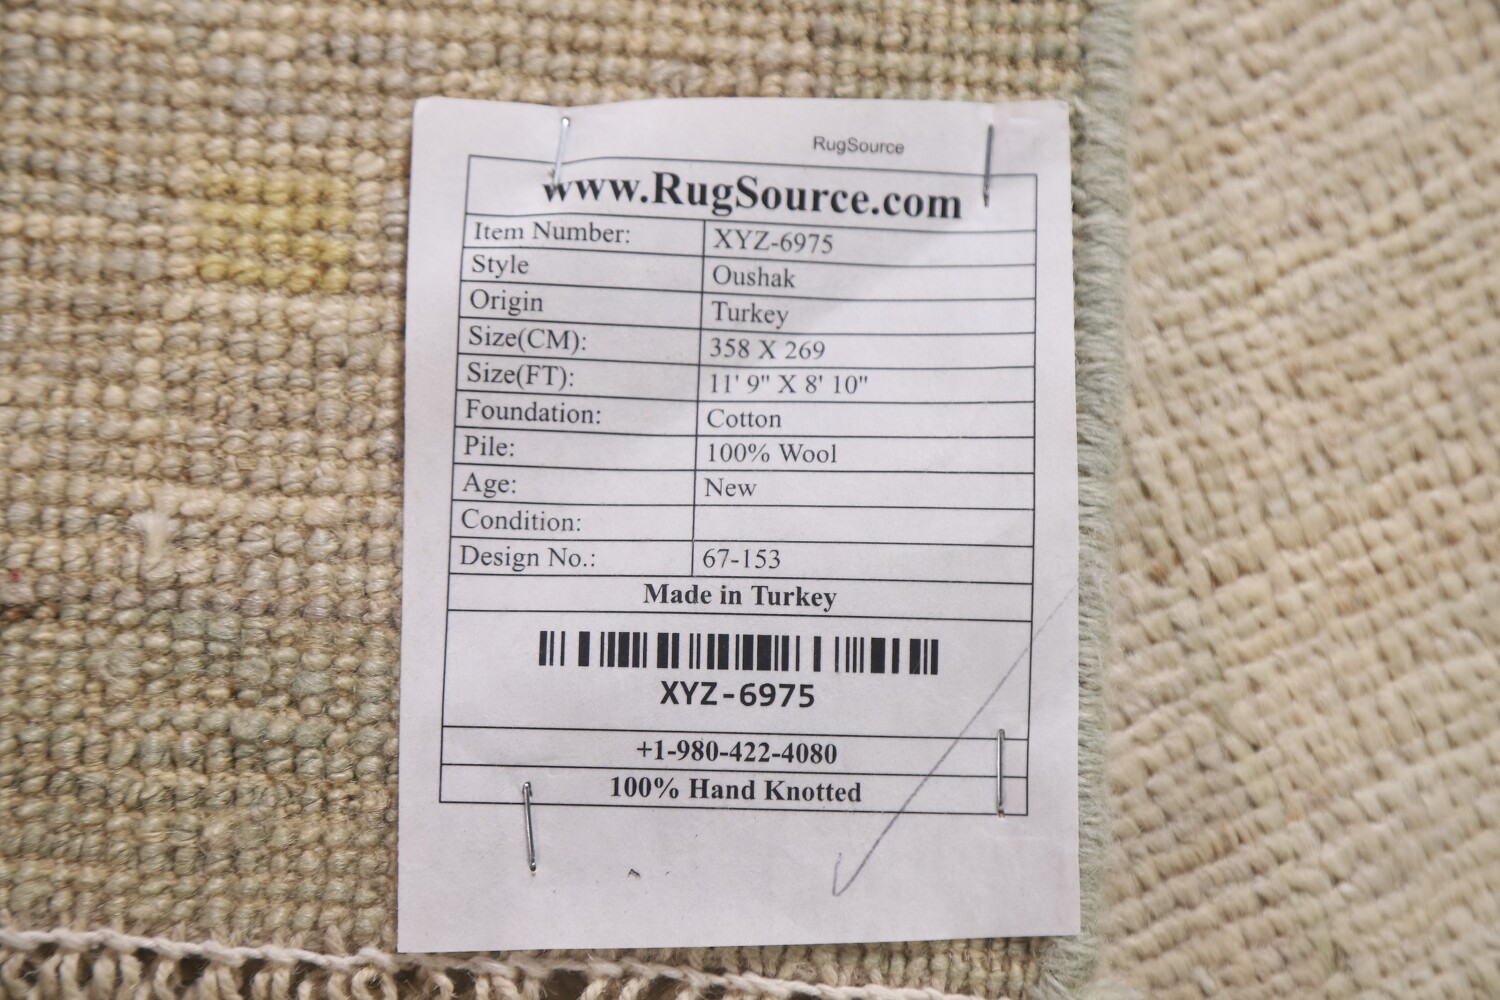 RugSource
www.RugSource.com
Item Number: XYZ-6975
Style Oushak
Origin Turkey
Size(CM): 358 X 269
Size(FT): 11' 9" X 8' 10"
Foundation: Cotton
Pile: 100% Wool
Age: New
Condition:
Design No.: 67-153
Made in Turkey
XYZ-6975
+1-980-422-4080
100% Hand Knotted